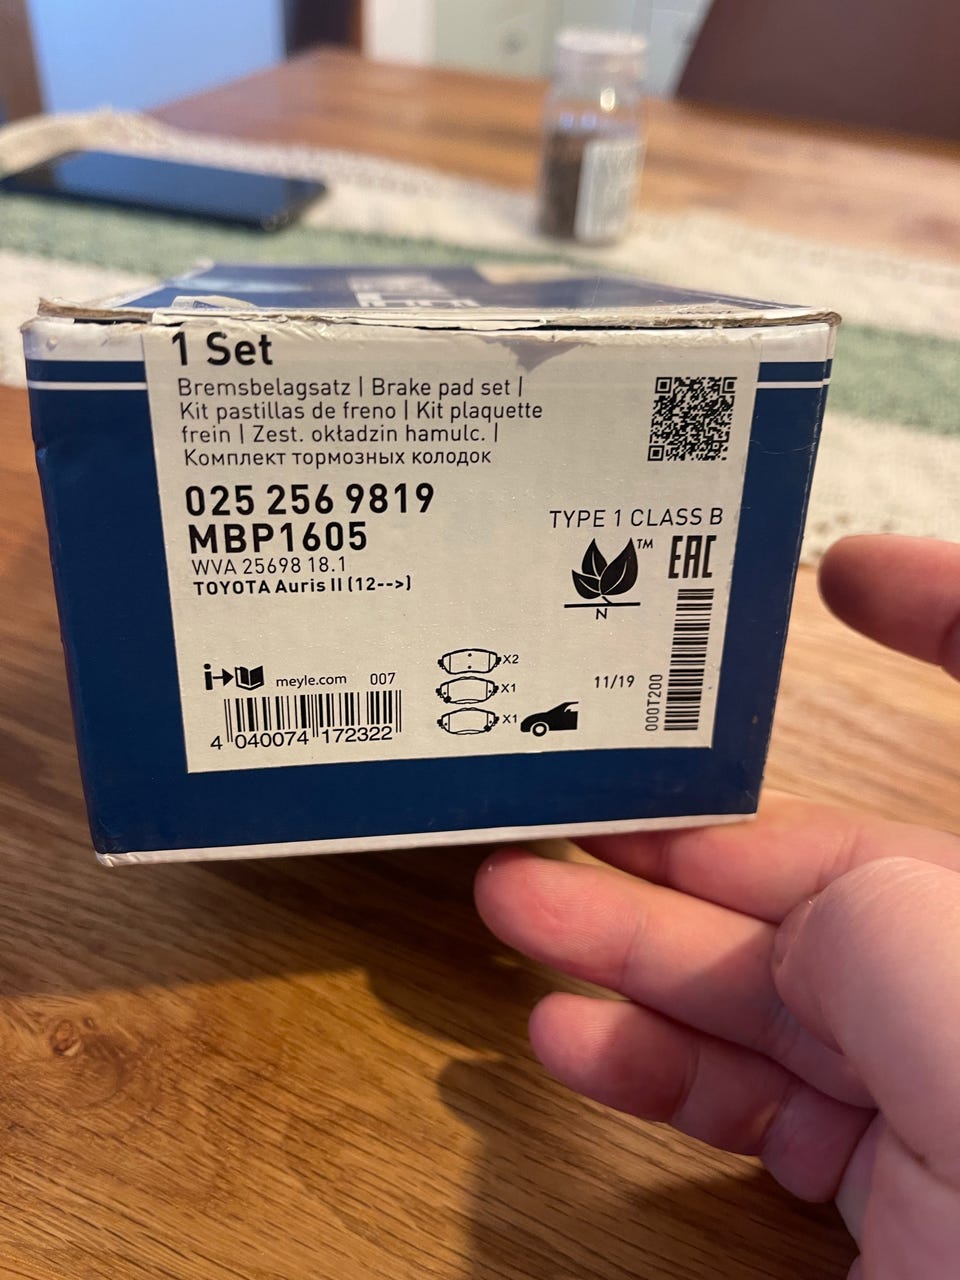 1 Set
Bremsbelagsatz | Brake pad set |
Kit pastillas de freno | Kit plaquette
frein | Zest. okładzin hamulc. |
Комплект тормозных колодок
025 256 9819
MBP1605
WVA 25698 18.1
TOYOTA Auris II (12-->)
TYPE 1 CLASS B
TM
EAC
N
meyle.com 007
X2
X1
X1
11/19
000T200
4 040074 172322